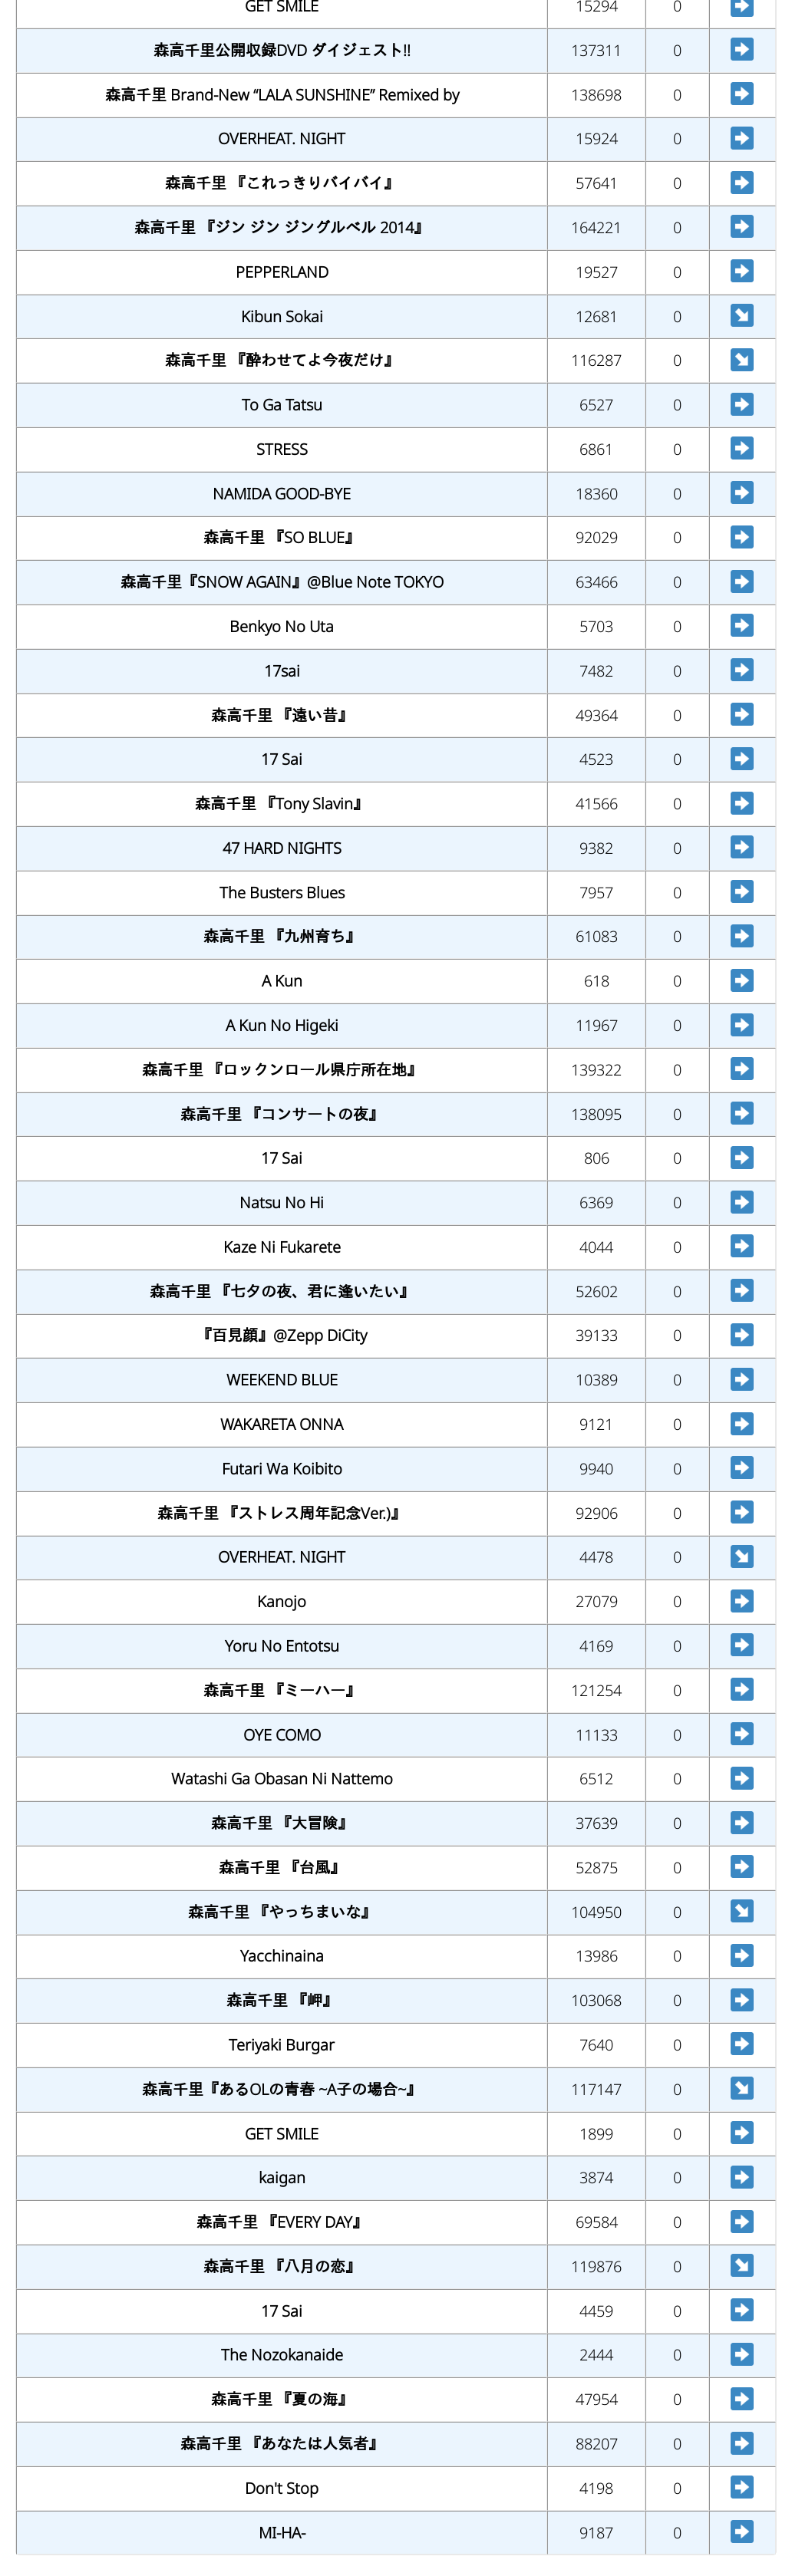 GET SMILE 15294 0
森高千里公開収録DVD ダイジェスト!! 137311 0
森高千里 Brand-New “LALA SUNSHINE” Remixed by 138698 0
OVERHEAT. NIGHT 15924 0
森高千里 『これっきりバイバイ』 57641 0
森高千里 『ジン ジン ジングルベル 2014』 164221 0
PEPPERLAND 19527 0
Kibun Sokai 12681 0
森高千里 『酔わせてよ今夜だけ』 116287 0
To Ga Tatsu 6527 0
STRESS 6861 0
NAMIDA GOOD-BYE 18360 0
森高千里 『SO BLUE』 92029 0
森高千里『SNOW AGAIN』@Blue Note TOKYO 63466 0
Benkyo No Uta 5703 0
17sai 7482 0
森高千里 『遠い昔』 49364 0
17 Sai 4523 0
森高千里 『Tony Slavin』 41566 0
47 HARD NIGHTS 9382 0
The Busters Blues 7957 0
森高千里 『九州育ち』 61083 0
A Kun 618 0
A Kun No Higeki 11967 0
森高千里 『ロックンロール県庁所在地』 139322 0
森高千里 『コンサートの夜』 138095 0
17 Sai 806 0
Natsu No Hi 6369 0
Kaze Ni Fukarete 4044 0
森高千里 『七夕の夜、君に逢いたい』 52602 0
『百見顔』@Zepp DiCity 39133 0
WEEKEND BLUE 10389 0
WAKARETA ONNA 9121 0
Futari Wa Koibito 9940 0
森高千里 『ストレス周年記念Ver.)』 92906 0
OVERHEAT. NIGHT 4478 0
Kanojo 27079 0
Yoru No Entotsu 4169 0
森高千里 『ミーハー』 121254 0
OYE COMO 11133 0
Watashi Ga Obasan Ni Nattemo 6512 0
森高千里 『大冒険』 37639 0
森高千里 『台風』 52875 0
森高千里 『やっちまいな』 104950 0
Yacchinaina 13986 0
森高千里 『岬』 103068 0
Teriyaki Burgar 7640 0
森高千里『あるOLの青春 ~A子の場合~』 117147 0
GET SMILE 1899 0
kaigan 3874 0
森高千里 『EVERY DAY』 69584 0
森高千里 『八月の恋』 119876 0
17 Sai 4459 0
The Nozokanaide 2444 0
森高千里 『夏の海』 47954 0
森高千里 『あなたは人気者』 88207 0
Don't Stop 4198 0
MI-HA- 9187 0